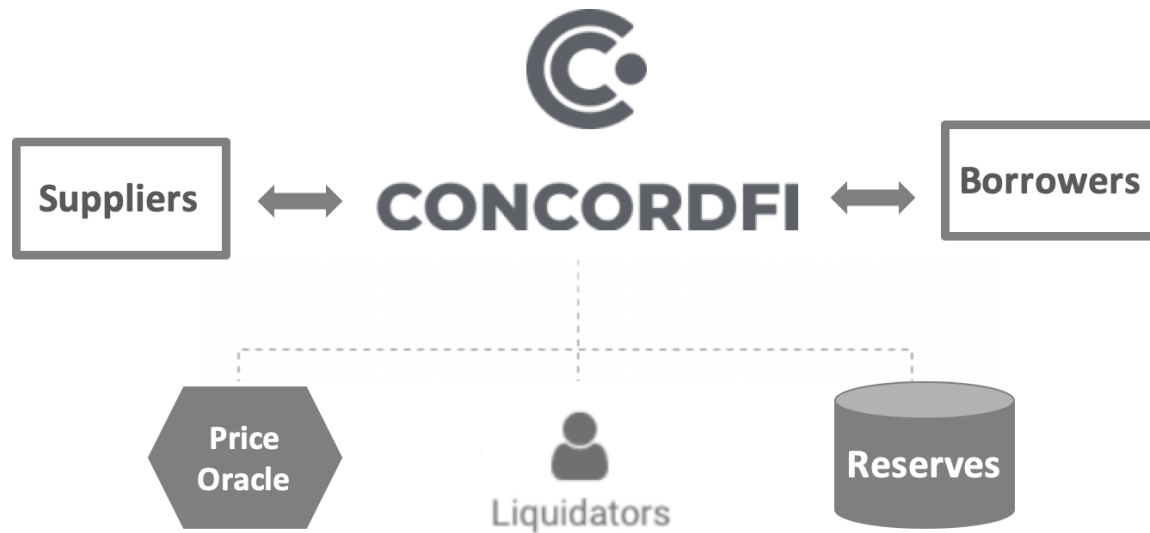 Suppliers
CONCORDFI
Borrowers
Price
Oracle
Liquidators
Reserves